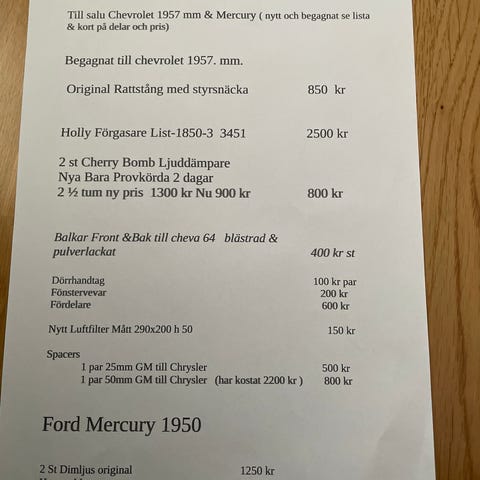 Till salu Chevrolet 1957 mm & Mercury ( nytt och begagnat se lista
& kort på delar och pris)
Begagnat till chevrolet 1957. mm.
Original Rattstång med styrsnäcka 850 kr
Holly Förgasare List-1850-3 3451 2500 kr
2 st Cherry Bomb Ljuddämpare
Nya Bara Provkörda 2 dagar
2 ½ tum ny pris 1300 kr Nu 900 kr 800 kr
Balkar Front &Bak till cheva 64 blästrad &
pulverlackat 400 kr st
Dörrhandtag 100 kr par
Fönstervevar 200 kr
Fördelare 600 kr
Nytt Luftfilter Mått 290x200 h 50 150 kr
Spacers
1 par 25mm GM till Chrysler 500 kr
1 par 50mm GM till Chrysler (har kostat 2200 kr ) 800 kr
Ford Mercury 1950
2 St Dimljus original 1250 kr